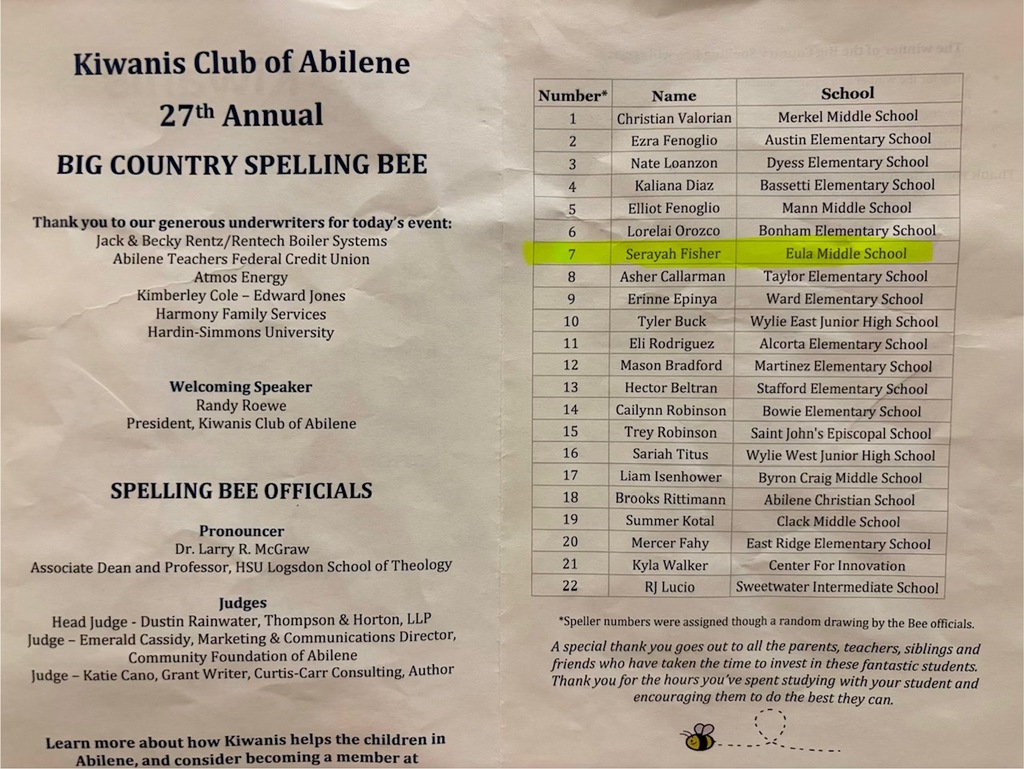 Kiwanis Club of Abilene
27th Annual
BIG COUNTRY SPELLING BEE
Thank you to our generous underwriters for today's event:
Jack & Becky Rentz/Rentech Boiler Systems
Abilene Teachers Federal Credit Union
Atmos Energy
Kimberley Cole – Edward Jones
Harmony Family Services
Hardin-Simmons University
Welcoming Speaker
Randy Roewe
President, Kiwanis Club of Abilene
SPELLING BEE OFFICIALS
Pronouncer
Dr. Larry R. McGraw
Associate Dean and Professor, HSU Logsdon School of Theology
Judges
Head Judge - Dustin Rainwater, Thompson & Horton, LLP
Judge – Emerald Cassidy, Marketing & Communications Director,
Community Foundation of Abilene
Judge – Katie Cano, Grant Writer, Curtis-Carr Consulting, Author
Learn more about how Kiwanis helps the children in
Abilene, and consider becoming a member at
Number* Name School
1 Christian Valorian Merkel Middle School
2 Ezra Fenoglio Austin Elementary School
3 Nate Loanzon Dyess Elementary School
4 Kaliana Diaz Bassetti Elementary School
5 Elliot Fenoglio Mann Middle School
6 Lorelai Orozco Bonham Elementary School
7 Serayah Fisher Eula Middle School
8 Asher Callarman Taylor Elementary School
9 Erinne Epinya Ward Elementary School
10 Tyler Buck Wylie East Junior High School
11 Eli Rodriguez Alcorta Elementary School
12 Mason Bradford Martinez Elementary School
13 Hector Beltran Stafford Elementary School
14 Cailynn Robinson Bowie Elementary School
15 Trey Robinson Saint John's Episcopal School
16 Sariah Titus Wylie West Junior High School
17 Liam Isenhower Byron Craig Middle School
18 Brooks Rittimann Abilene Christian School
19 Summer Kotal Clack Middle School
20 Mercer Fahy East Ridge Elementary School
21 Kyla Walker Center For Innovation
22 RJ Lucio Sweetwater Intermediate School
*Speller numbers were assigned though a random drawing by the Bee officials.
A special thank you goes out to all the parents, teachers, siblings and
friends who have taken the time to invest in these fantastic students.
Thank you for the hours you've spent studying with your student and
encouraging them to do the best they can.